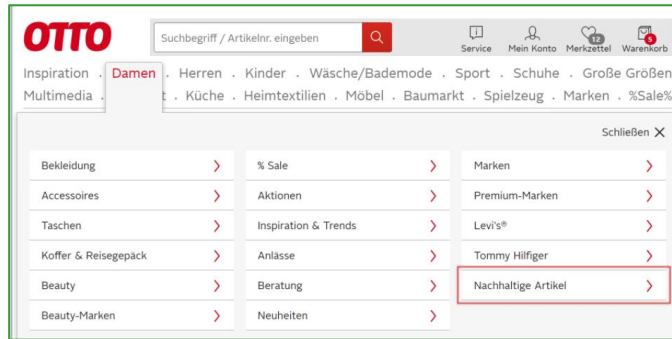 OTTO
Suchbegriff / Artikelnr. eingeben
Service Mein Konto Merkzettel 12 Warenkorb 5
Inspiration . Damen . Herren . Kinder . Wäsche/Bademode . Sport . Schuhe . Große Größen
Multimedia . t . Küche . Heimtextilien . Möbel . Baumarkt . Spielzeug . Marken . %Sale%
Schließen X
Bekleidung % Sale Marken
Accessoires Aktionen Premium-Marken
Taschen Inspiration & Trends Levi's®
Koffer & Reisegepäck Anlässe Tommy Hilfiger
Beauty Beratung Nachhaltige Artikel
Beauty-Marken Neuheiten